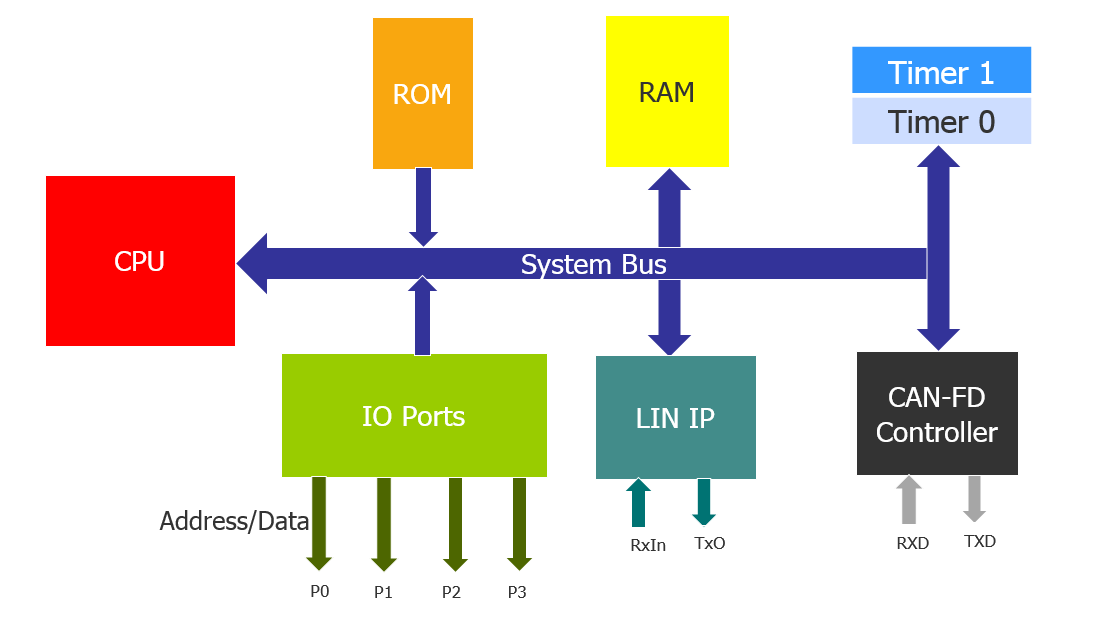 ROM
RAM
Timer 1
Timer 0
CPU
System Bus
IO Ports
LIN IP
CAN-FD
Controller
Address/Data
RxIn
TxO
RXD
TXD
P0
P1
P2
P3